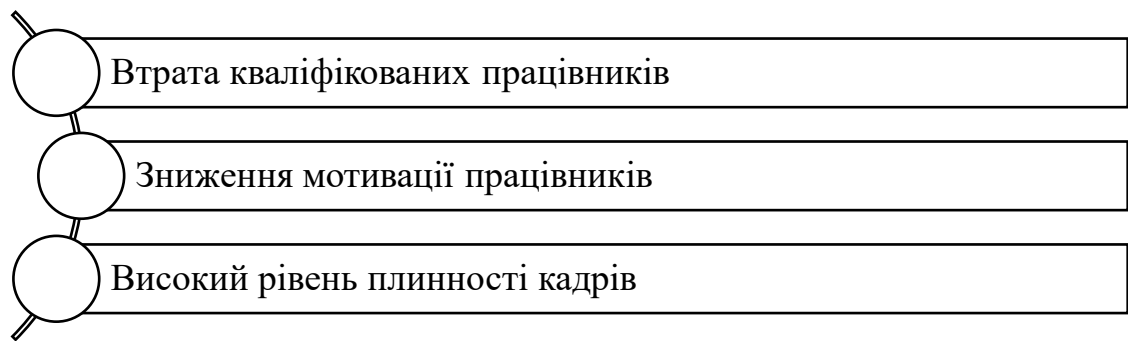 Втрата кваліфікованих працівників
Зниження мотивації працівників
Високий рівень плинності кадрів